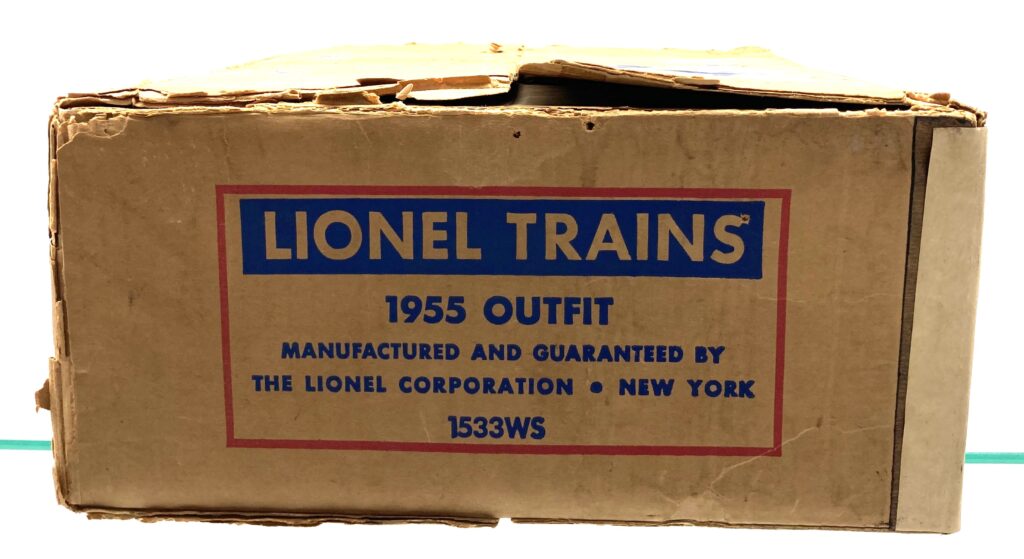 LIONEL TRAINS
1955 OUTFIT
MANUFACTURED AND GUARANTEED BY
THE LIONEL CORPORATION • NEW YORK
1533WS